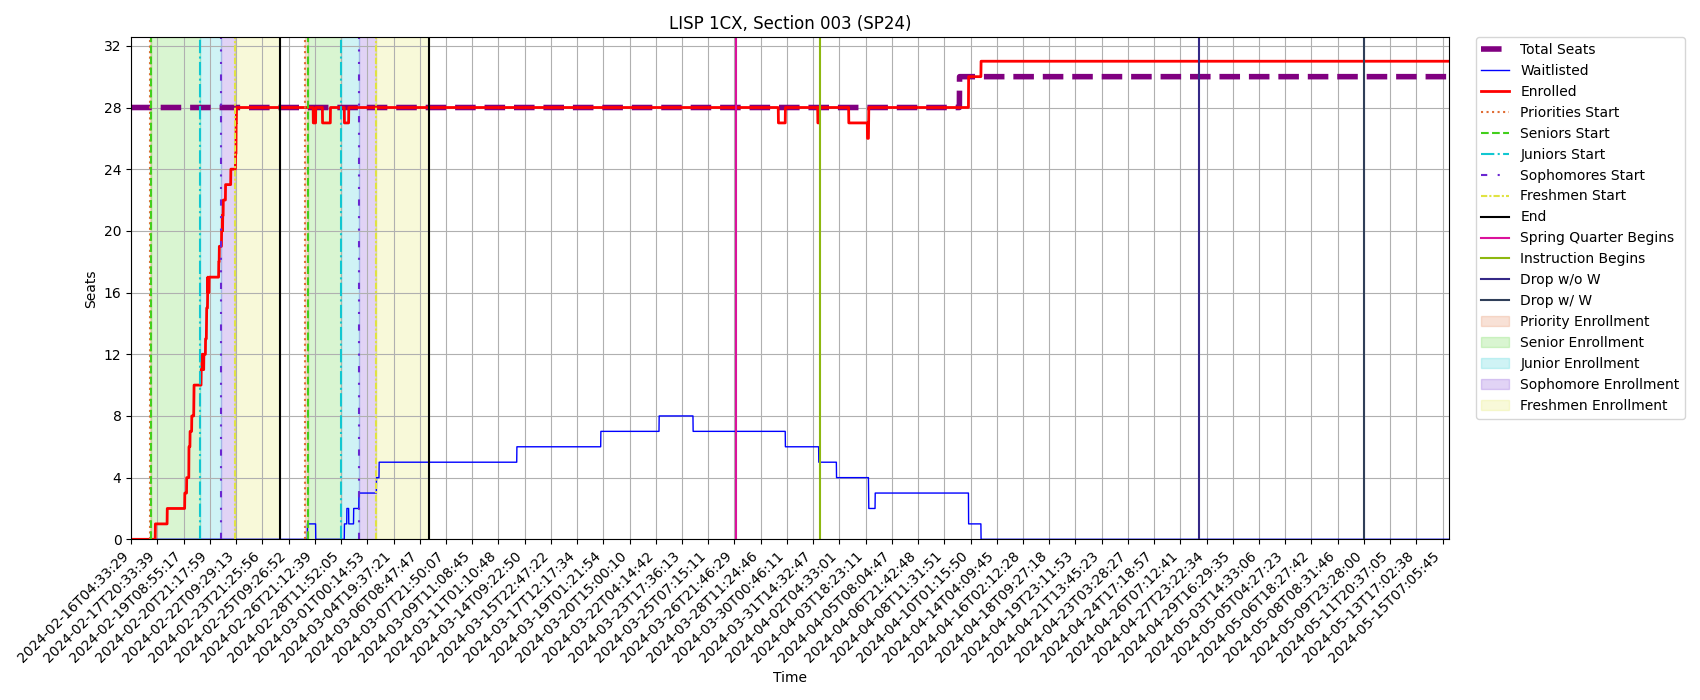 LISP 1CX, Section 003 (SP24)
Seats
32
28
24
20
16
12
8
4
0
2024-02-16T04:33:29
2024-02-17T20:33:39
2024-02-19T08:55:17
2024-02-20T21:17:59
2024-02-22T09:29:13
2024-02-23T21:25:56
2024-02-25T09:26:52
2024-02-26T21:12:39
2024-02-28T11:52:05
2024-03-01T00:14:53
2024-03-04T19:37:21
2024-03-06T08:47:47
2024-03-07T21:50:07
2024-03-09T11:08:45
2024-03-11T01:10:48
2024-03-14T09:22:50
2024-03-15T22:47:22
2024-03-17T12:17:34
2024-03-19T01:21:54
2024-03-20T15:00:10
2024-03-22T04:14:42
2024-03-23T17:36:13
2024-03-25T07:15:11
2024-03-26T21:46:29
2024-03-28T11:24:46
2024-03-30T00:46:11
2024-03-31T14:32:47
2024-04-02T04:33:01
2024-04-03T18:23:11
2024-04-05T08:04:47
2024-04-06T21:42:48
2024-04-08T11:31:51
2024-04-10T01:15:50
2024-04-14T04:09:45
2024-04-16T02:12:28
2024-04-18T09:27:18
2024-04-19T23:11:53
2024-04-21T13:45:23
2024-04-23T03:28:27
2024-04-24T17:18:57
2024-04-26T07:12:41
2024-04-27T23:22:34
2024-04-29T16:29:35
2024-05-03T14:33:06
2024-05-05T04:27:23
2024-05-06T18:27:42
2024-05-08T08:31:46
2024-05-09T23:28:00
2024-05-11T20:37:05
2024-05-13T17:02:38
2024-05-15T07:05:45
Time
Total Seats
Waitlisted
Enrolled
Priorities Start
Seniors Start
Juniors Start
Sophomores Start
Freshmen Start
End
Spring Quarter Begins
Instruction Begins
Drop w/o W
Drop w/ W
Priority Enrollment
Senior Enrollment
Junior Enrollment
Sophomore Enrollment
Freshmen Enrollment